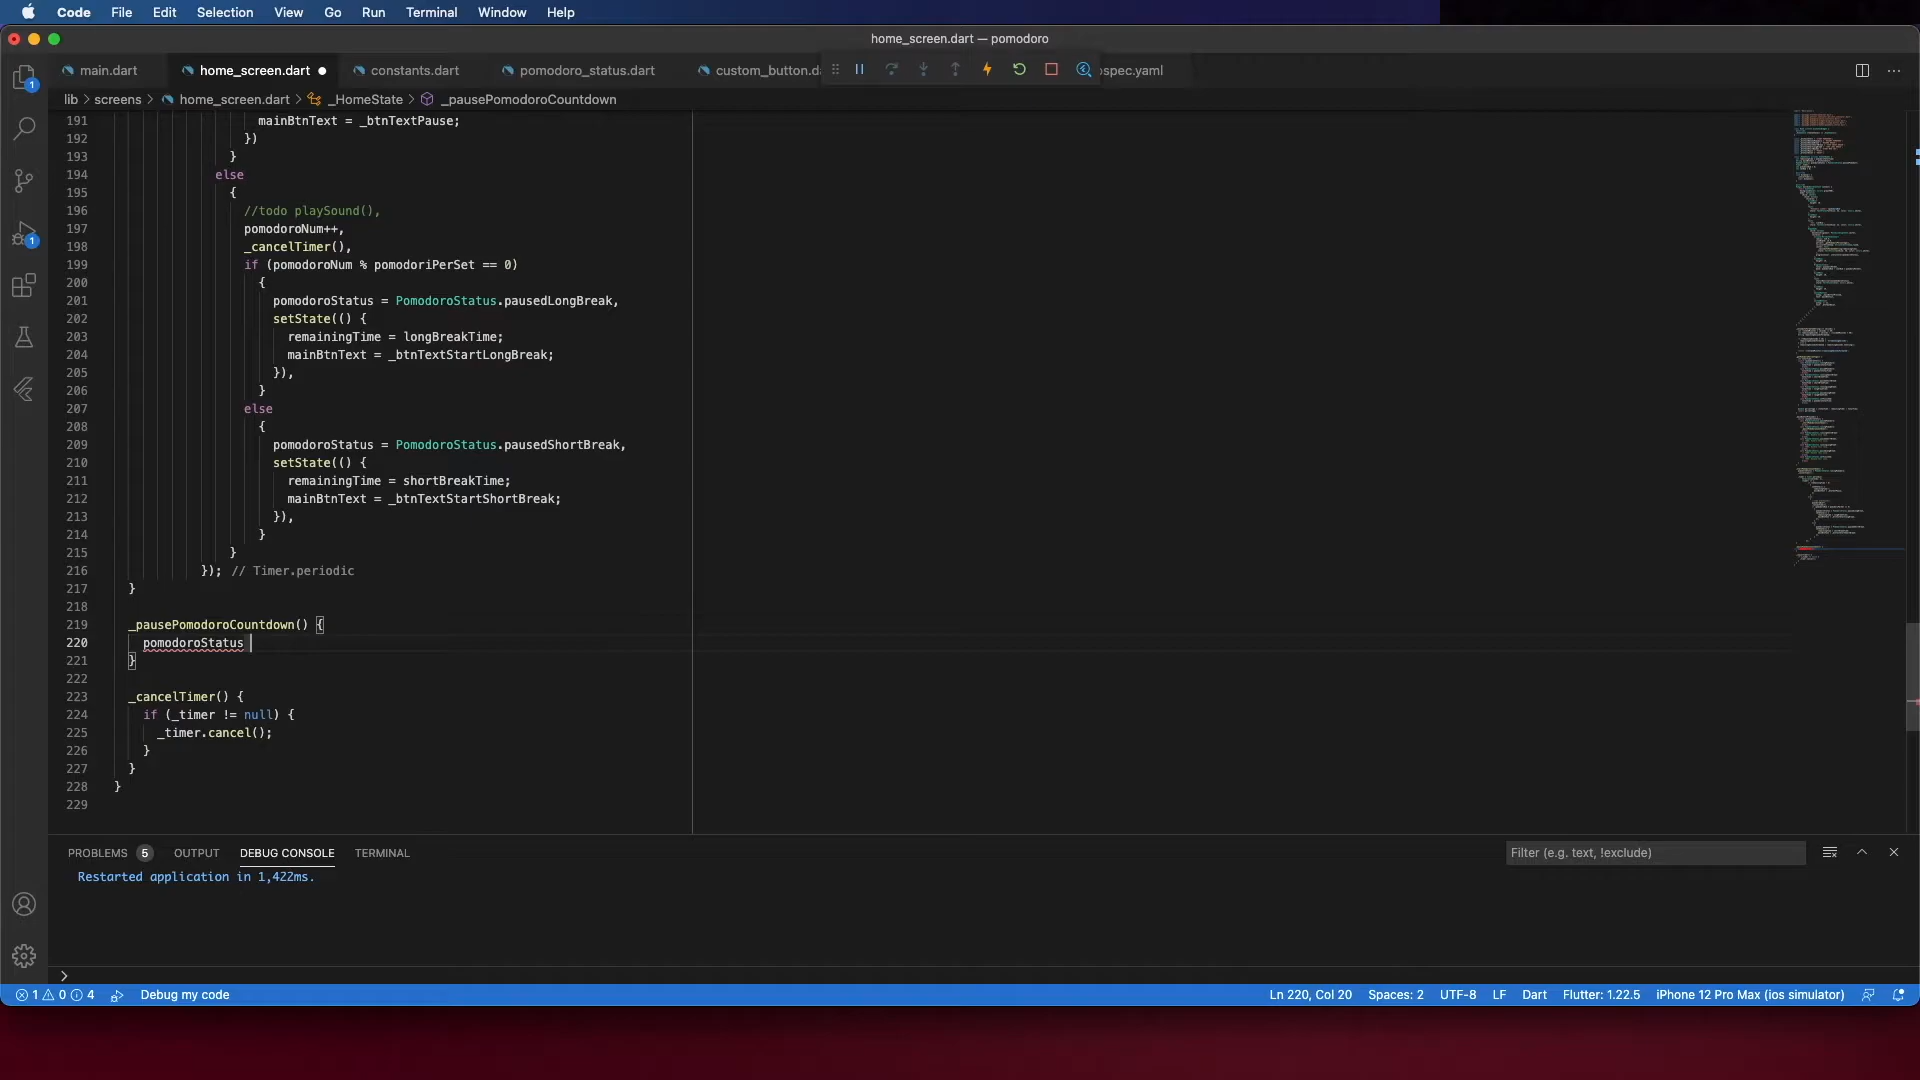 Code File Edit Selection View Go Run Terminal Window Help
home_screen.dart — pomodoro
main.dart home_screen.dart constants.dart pomodoro_status.dart custom_button.da ospec.yaml
lib > screens > home_screen.dart > _HomeState > _pausePomodoroCountdown
191 mainBtnText = _btnTextPause;
192 })
193 }
194 else
195 {
196 //todo playSound(),
197 pomodoroNum++,
198 _cancelTimer(),
199 if (pomodoroNum % pomodoriPerSet == 0)
200 {
201 pomodoroStatus = PomodoroStatus.pausedLongBreak,
202 setState(() {
203 remainingTime = longBreakTime;
204 mainBtnText = _btnTextStartLongBreak;
205 }),
206 }
207 else
208 {
209 pomodoroStatus = PomodoroStatus.pausedShortBreak,
210 setState(() {
211 remainingTime = shortBreakTime;
212 mainBtnText = _btnTextStartShortBreak;
213 }),
214 }
215 }
216 }); // Timer.periodic
217 }
218
219 _pausePomodoroCountdown() {
220 pomodoroStatus
221 }
222
223 _cancelTimer() {
224 if (_timer != null) {
225 _timer.cancel();
226 }
227 }
228 }
229
PROBLEMS 5 OUTPUT DEBUG CONSOLE TERMINAL Filter (e.g. text, !exclude)
Restarted application in 1,422ms.
1 0 4 Debug my code Ln 220, Col 20 Spaces: 2 UTF-8 LF Dart Flutter: 1.22.5 iPhone 12 Pro Max (ios simulator)